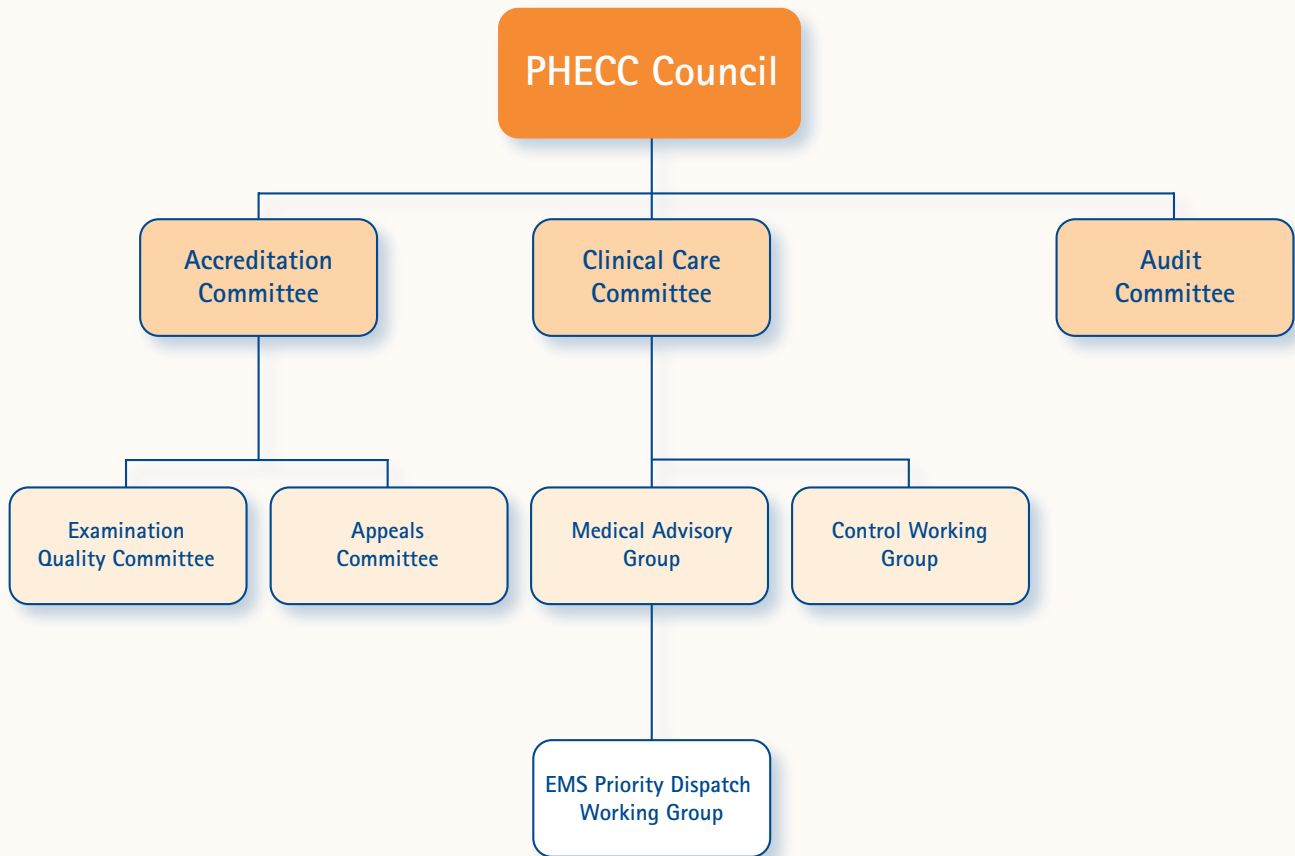 PHECC Council
Accreditation
Committee
Clinical Care
Committee
Audit
Committee
Examination
Quality Committee
Appeals
Committee
Medical Advisory
Group
Control Working
Group
EMS Priority Dispatch
Working Group